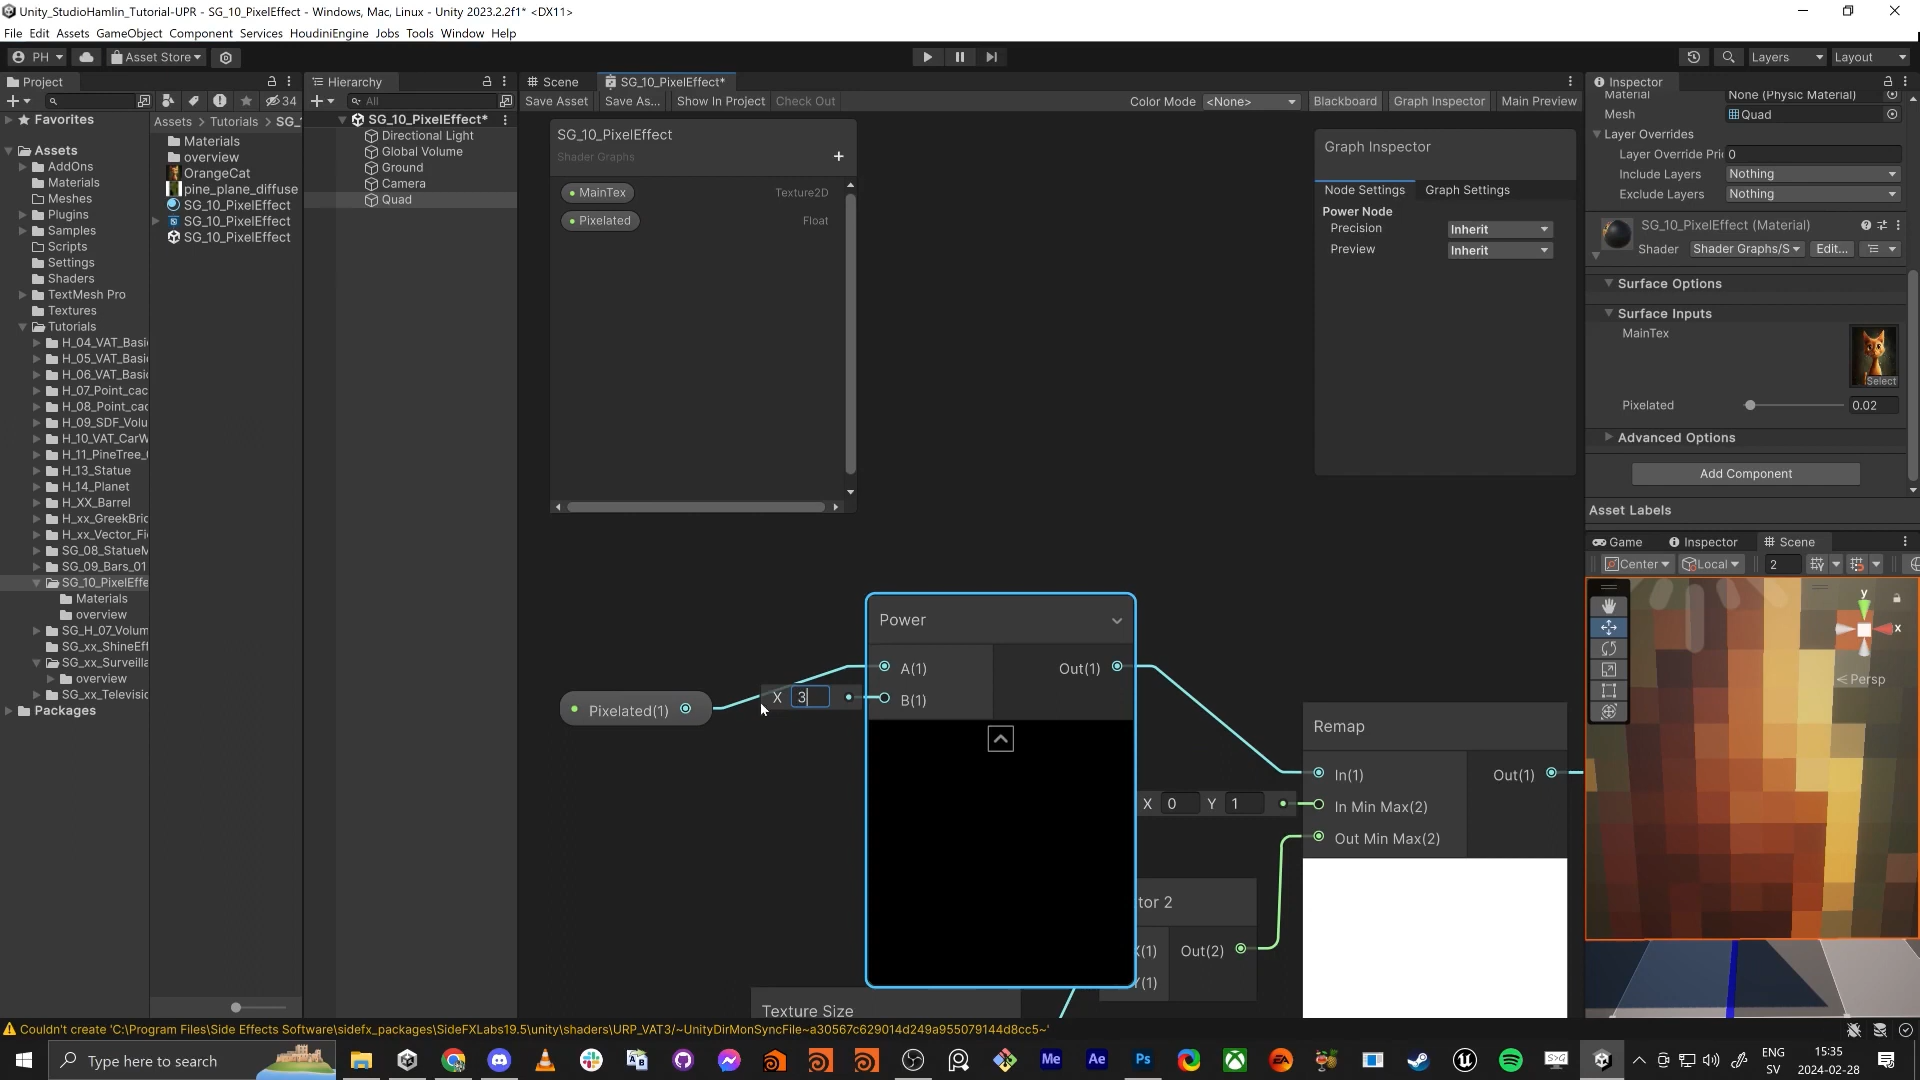 Unity_StudioHamlin_Tutorial-UPR - SG_10_PixelEffect - Windows, Mac, Linux - Unity 2023.2.2f1* <DX11>
File Edit Assets GameObject Component Services HoudiniEngine Jobs Tools Window Help
PH Asset Store Layers Layout
Project
34
Favorites
Assets
AddOns
Materials
Meshes
Plugins
Samples
Scripts
Settings
Shaders
TextMesh Pro
Textures
Tutorials
H_04_VAT_Basi
H_05_VAT_Basi
H_06_VAT_Basi
H_07_Point_cac
H_08_Point_cac
H_09_SDF_Volu
H_10_VAT_CarW
H_11_PineTree_
H_13_Statue
H_14_Planet
H_XX_Barrel
H_xx_GreekBric
H_xx_Vector_Fi
SG_08_StatueM
SG_09_Bars_01
SG_10_PixelEffe
Materials
overview
SG_H_07_Volum
SG_xx_ShineEff
SG_xx_Surveilla
overview
SG_xx_Televisic
Packages
Assets Tutorials SG_
Materials
overview
OrangeCat
pine_plane_diffuse
SG_10_PixelEffect
SG_10_PixelEffect
SG_10_PixelEffect
Hierarchy
All
SG_10_PixelEffect*
Directional Light
Global Volume
Ground
Camera
Quad
Scene SG_10_PixelEffect*
Save Asset Save As... Show In Project Check Out Color Mode <None> Blackboard Graph Inspector Main Preview
SG_10_PixelEffect
Shader Graphs
MainTex Texture2D
Pixelated Float
Graph Inspector
Node Settings Graph Settings
Power Node
Precision Inherit
Preview Inherit
Power
A(1) Out(1)
X 3 B(1)
Pixelated(1)
Remap
In(1) Out(1)
X 0 Y 1 In Min Max(2)
Out Min Max(2)
tor 2
X(1) Out(2)
Y(1)
Texture Size
Inspector
Material None (Physic Material)
Mesh Quad
Layer Overrides
Layer Override Pri 0
Include Layers Nothing
Exclude Layers Nothing
SG_10_PixelEffect (Material)
Shader Shader Graphs/S Edit...
Surface Options
Surface Inputs
MainTex
Select
Pixelated 0.02
Advanced Options
Add Component
Asset Labels
Game Inspector Scene
Center Local 2
y
x
Persp
Couldn't create 'C:\Program Files\Side Effects Software\sidefx_packages\SideFXLabs19.5\unity\shaders\URP_VAT3/~UnityDirMonSyncFile~a30567c629014d249a955079144d8cc5~'
Type here to search
Me Ae Ps EA
ENG
SV
15:35
2024-02-28